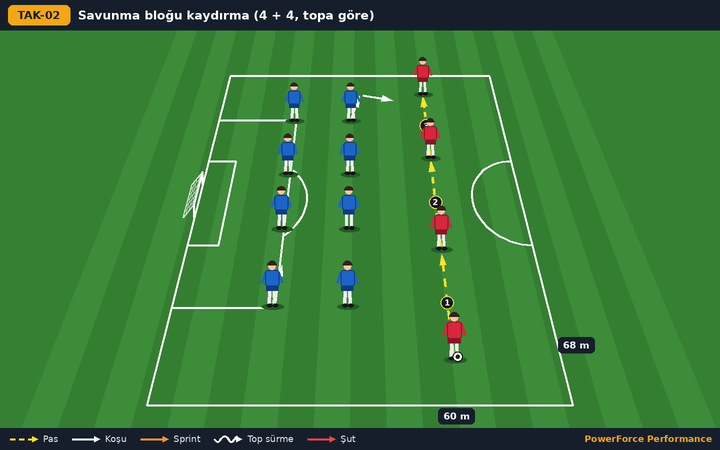 TAK-02 Savunma bloğu kaydırma (4 + 4, topa göre)
2
1
68 m
60 m
Pas Koşu Sprint Top sürme Şut PowerForce Performance